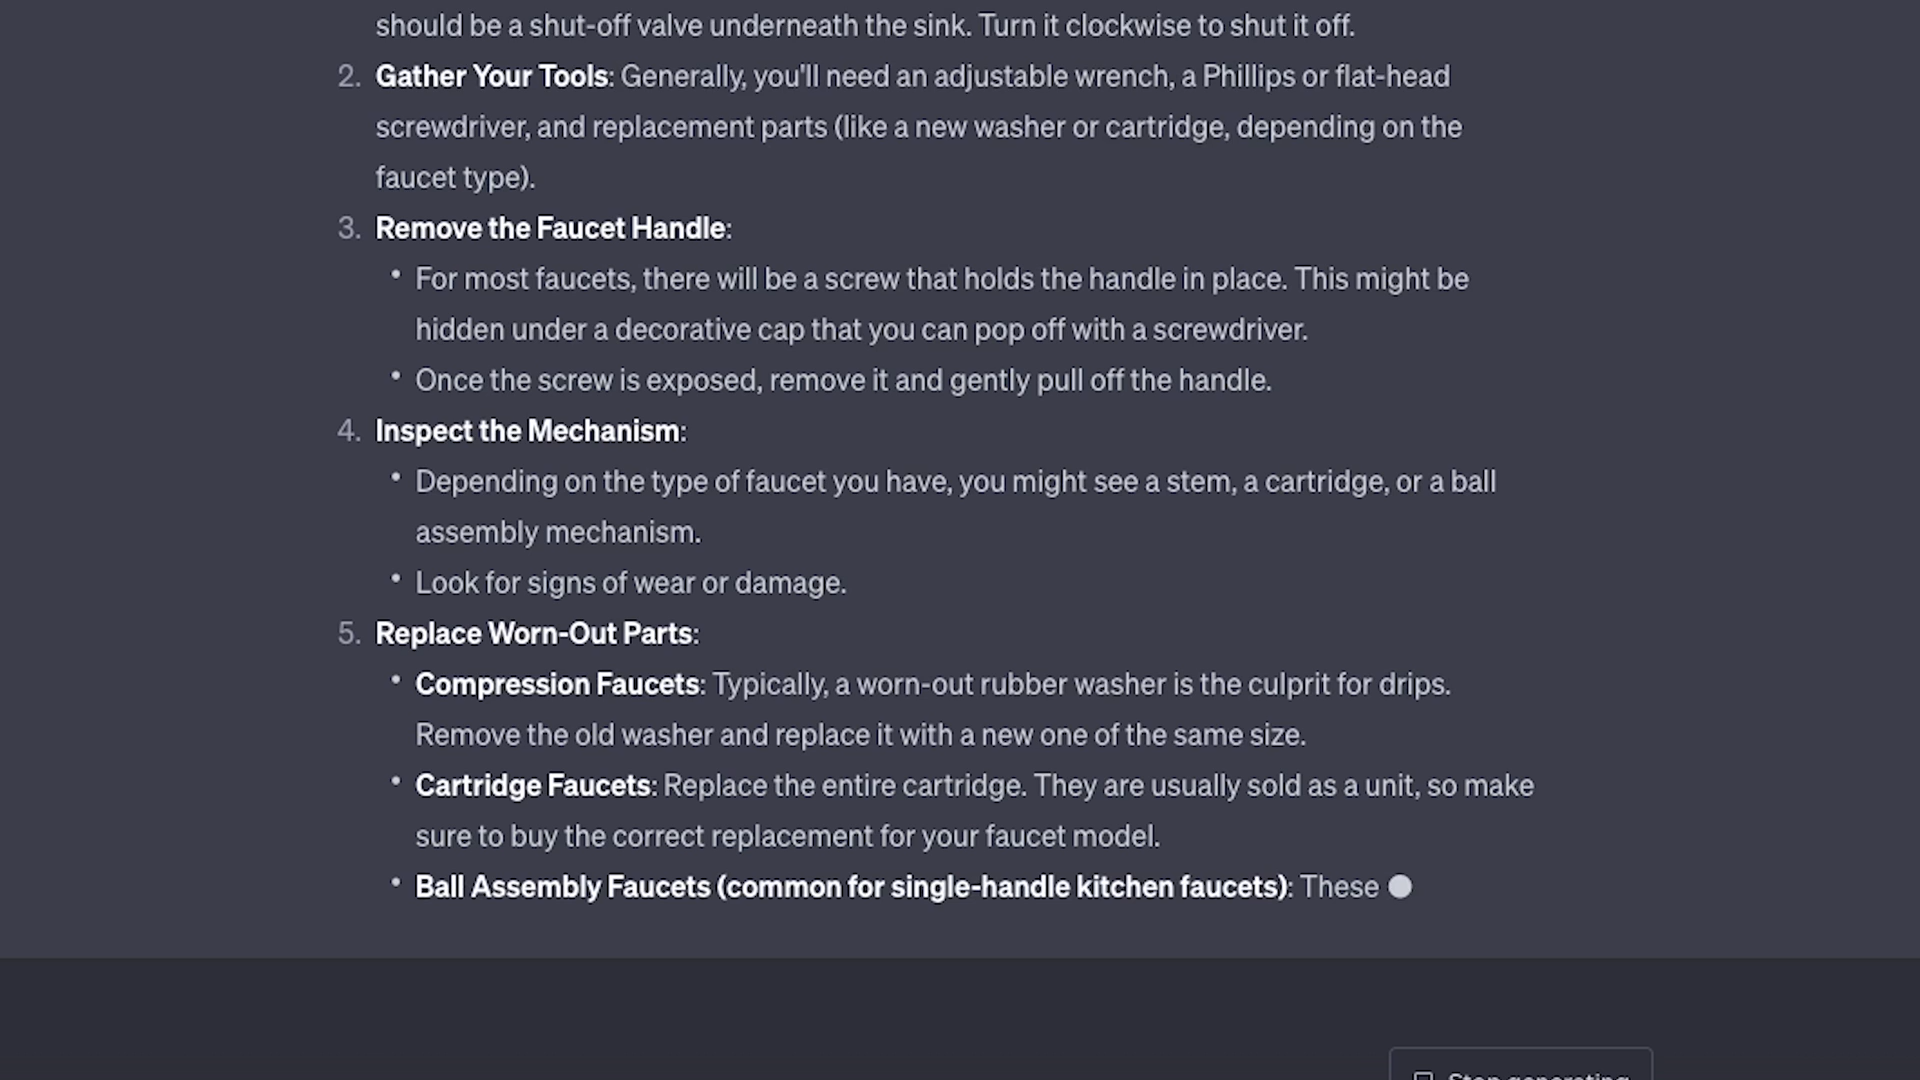 should be a shut-off valve underneath the sink. Turn it clockwise to shut it off.
2. Gather Your Tools: Generally, you'll need an adjustable wrench, a Phillips or flat-head
screwdriver, and replacement parts (like a new washer or cartridge, depending on the
faucet type).
3. Remove the Faucet Handle:
• For most faucets, there will be a screw that holds the handle in place. This might be
hidden under a decorative cap that you can pop off with a screwdriver.
• Once the screw is exposed, remove it and gently pull off the handle.
4. Inspect the Mechanism:
• Depending on the type of faucet you have, you might see a stem, a cartridge, or a ball
assembly mechanism.
• Look for signs of wear or damage.
5. Replace Worn-Out Parts:
• Compression Faucets: Typically, a worn-out rubber washer is the culprit for drips.
Remove the old washer and replace it with a new one of the same size.
• Cartridge Faucets: Replace the entire cartridge. They are usually sold as a unit, so make
sure to buy the correct replacement for your faucet model.
• Ball Assembly Faucets (common for single-handle kitchen faucets): These
Stop generating